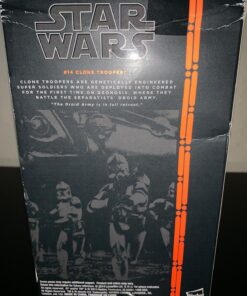 STAR
WARS
#14 CLONE TROOPER
CLONE TROOPERS ARE GENETICALLY ENGINEERED
SUPER SOLDIERS WHO ARE DEPLOYED INTO COMBAT
FOR THE FIRST TIME ON GEONOSIS, WHERE THEY
BATTLE THE SEPARATISTS' DROID ARMY.
"The Droid Army is in full retreat."
Hasbro